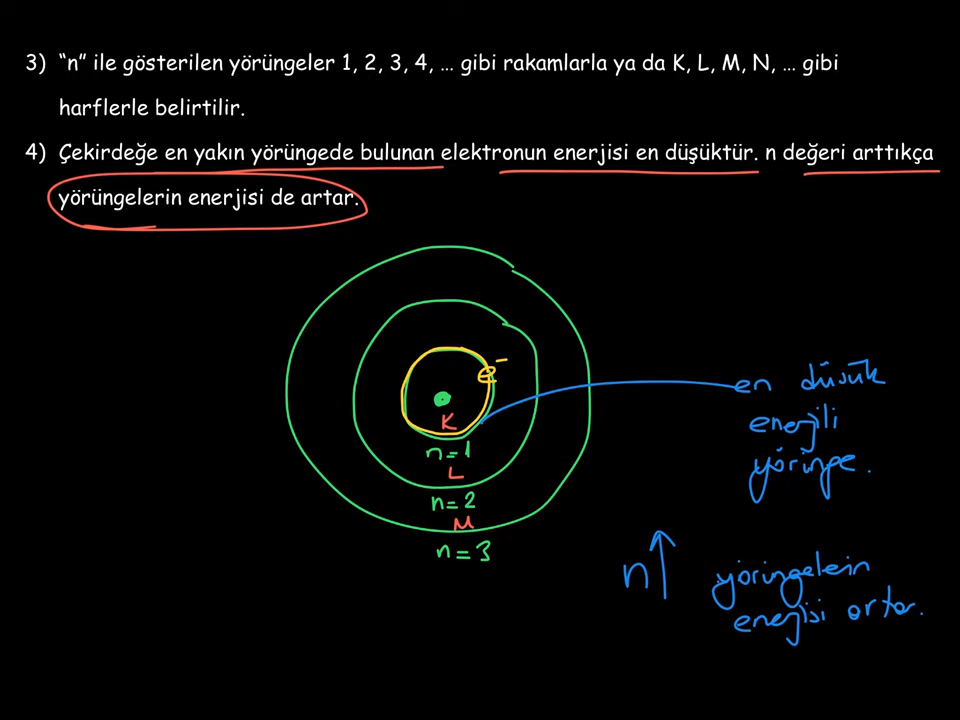 3) “n” ile gösterilen yörüngeler 1, 2, 3, 4, … gibi rakamlarla ya da K, L, M, N, … gibi
harflerle belirtilir.
4) Çekirdeğe en yakın yörüngede bulunan elektronun enerjisi en düşüktür. n değeri arttıkça
yörüngelerin enerjisi de artar.
e⁻
en düşük
enerjili
yöringe.
K
n=1
L
n=2
M
n=3
n↑ yöringelein
enerjisi artar.